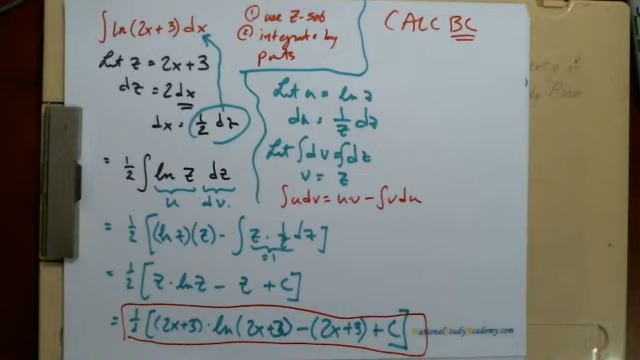 ∫ln(2x+3)dx
① use Z-sub
② integrate by parts
CALC BC
Let z = 2x+3
dz = 2dx
dx = ½ dz
Let u = ln z
du = 1/z dz
Let ∫dv = ∫dz
v = z
∫udv = uv - ∫vdu
= ½ ∫ ln z dz
u dv.
= ½ [(ln z)(z) - ∫ z · 1/z dz]
=1
= ½ [z · ln z - z + C]
= ½ [(2x+3) · ln(2x+3) - (2x+3) + C]
NationalStudyAcademy.com